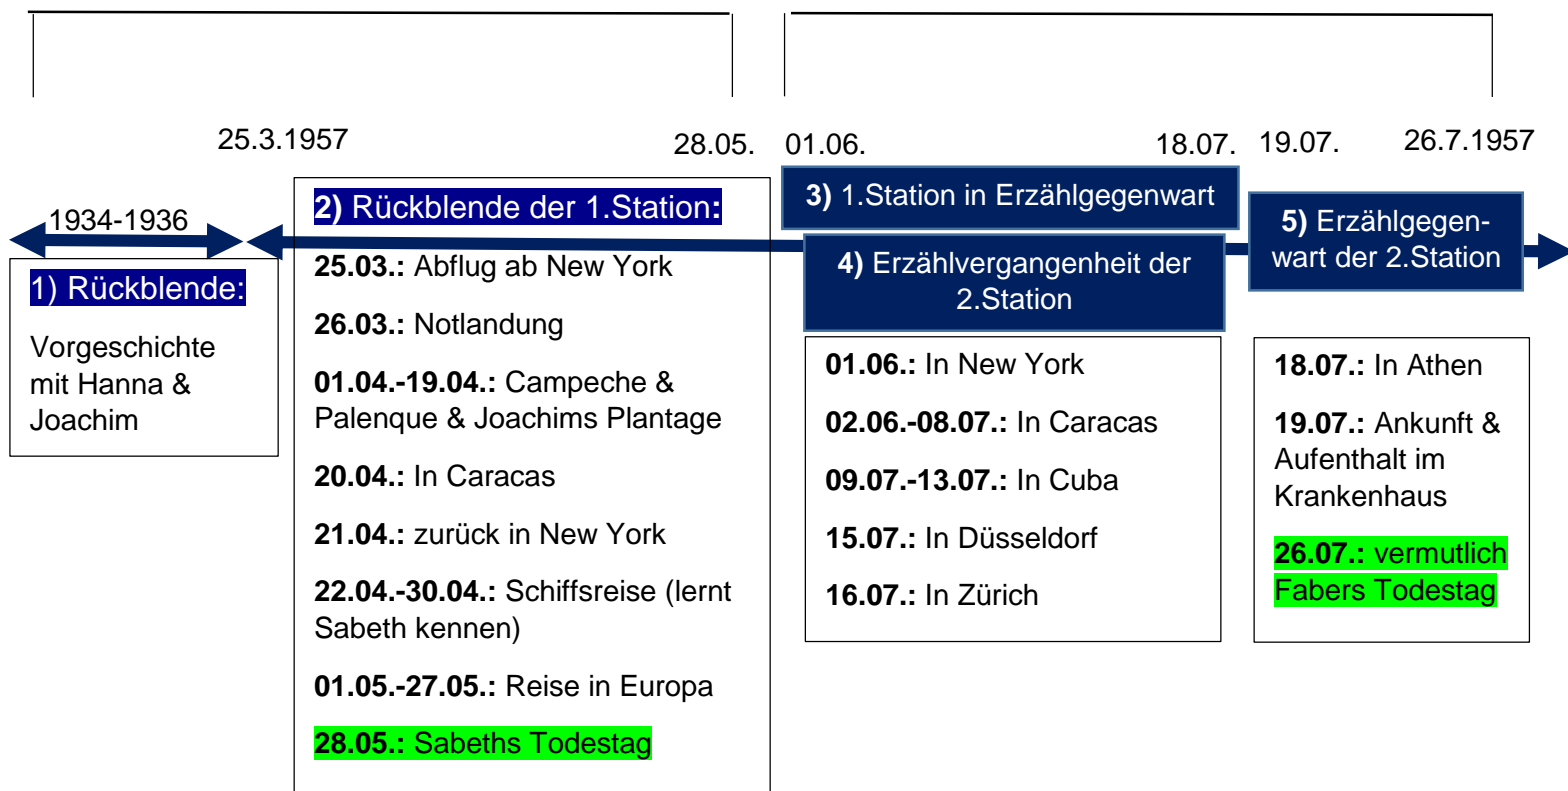 25.3.1957
28.05.
01.06.
18.07.
19.07.
26.7.1957
1934-1936
1) Rückblende:
Vorgeschichte
mit Hanna &
Joachim
2) Rückblende der 1.Station:
25.03.: Abflug ab New York
26.03.: Notlandung
01.04.-19.04.: Campeche &
Palenque & Joachims Plantage
20.04.: In Caracas
21.04.: zurück in New York
22.04.-30.04.: Schiffsreise (lernt
Sabeth kennen)
01.05.-27.05.: Reise in Europa
28.05.: Sabeths Todestag
3) 1.Station in Erzählgegenwart
4) Erzählvergangenheit der
2.Station
01.06.: In New York
02.06.-08.07.: In Caracas
09.07.-13.07.: In Cuba
15.07.: In Düsseldorf
16.07.: In Zürich
5) Erzählgegen-
wart der 2.Station
18.07.: In Athen
19.07.: Ankunft &
Aufenthalt im
Krankenhaus
26.07.: vermutlich
Fabers Todestag